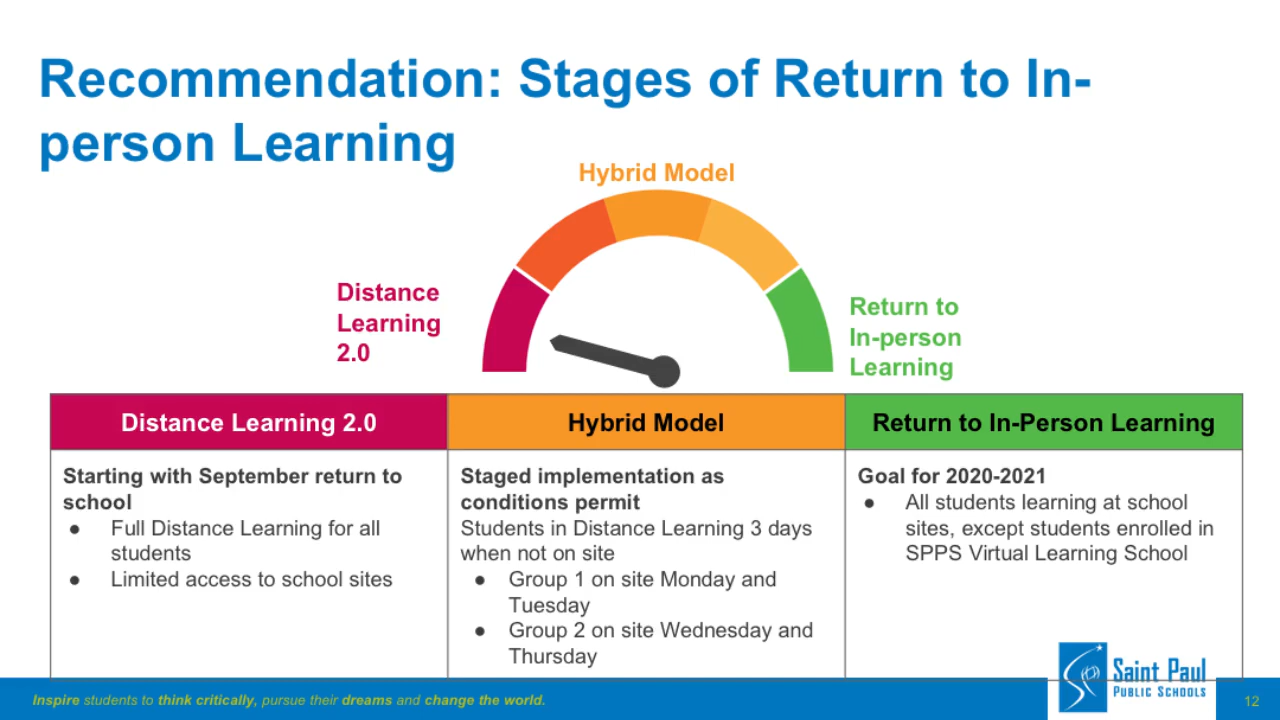 Recommendation: Stages of Return to In-
person Learning
Hybrid Model
Distance
Learning
2.0
Return to
In-person
Learning
Distance Learning 2.0
Hybrid Model
Return to In-Person Learning
Starting with September return to
school
● Full Distance Learning for all
students
● Limited access to school sites
Staged implementation as
conditions permit
Students in Distance Learning 3 days
when not on site
● Group 1 on site Monday and
Tuesday
● Group 2 on site Wednesday and
Thursday
Goal for 2020-2021
● All students learning at school
sites, except students enrolled in
SPPS Virtual Learning School
Inspire students to think critically, pursue their dreams and change the world.
Saint Paul
PUBLIC SCHOOLS
12